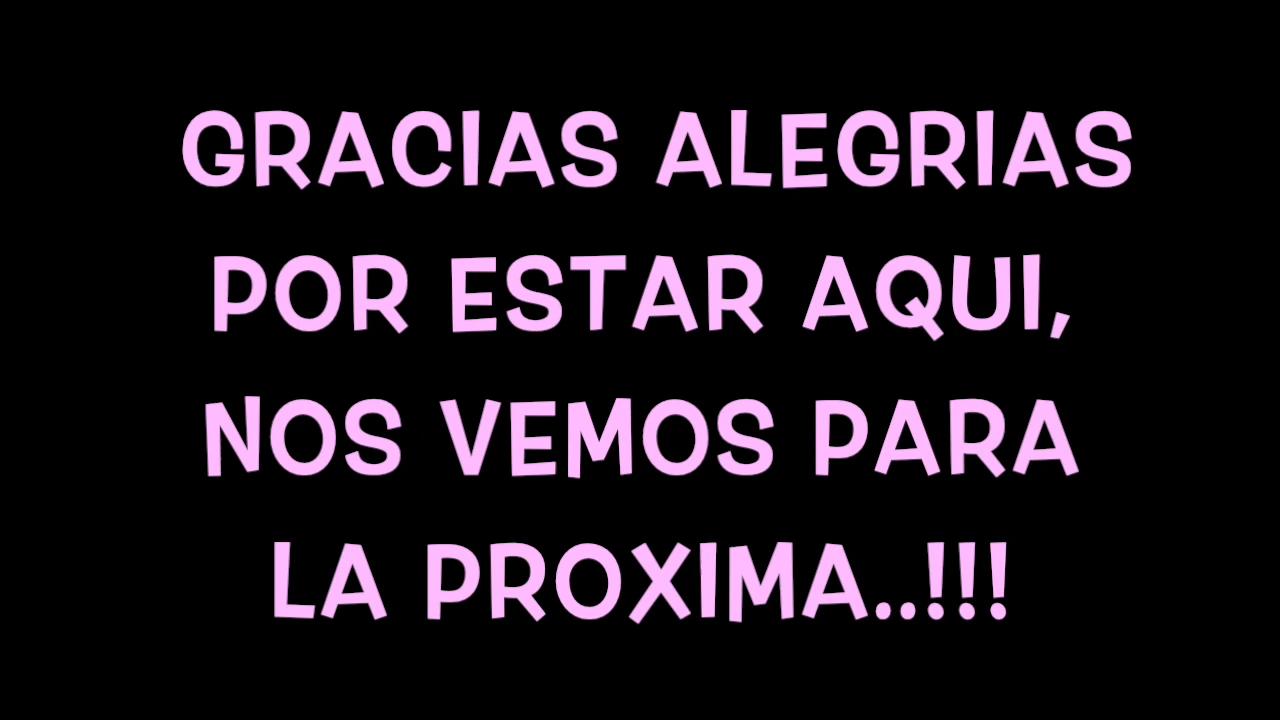 GRACIAS ALEGRIAS
POR ESTAR AQUI,
NOS VEMOS PARA
LA PROXIMA..!!!